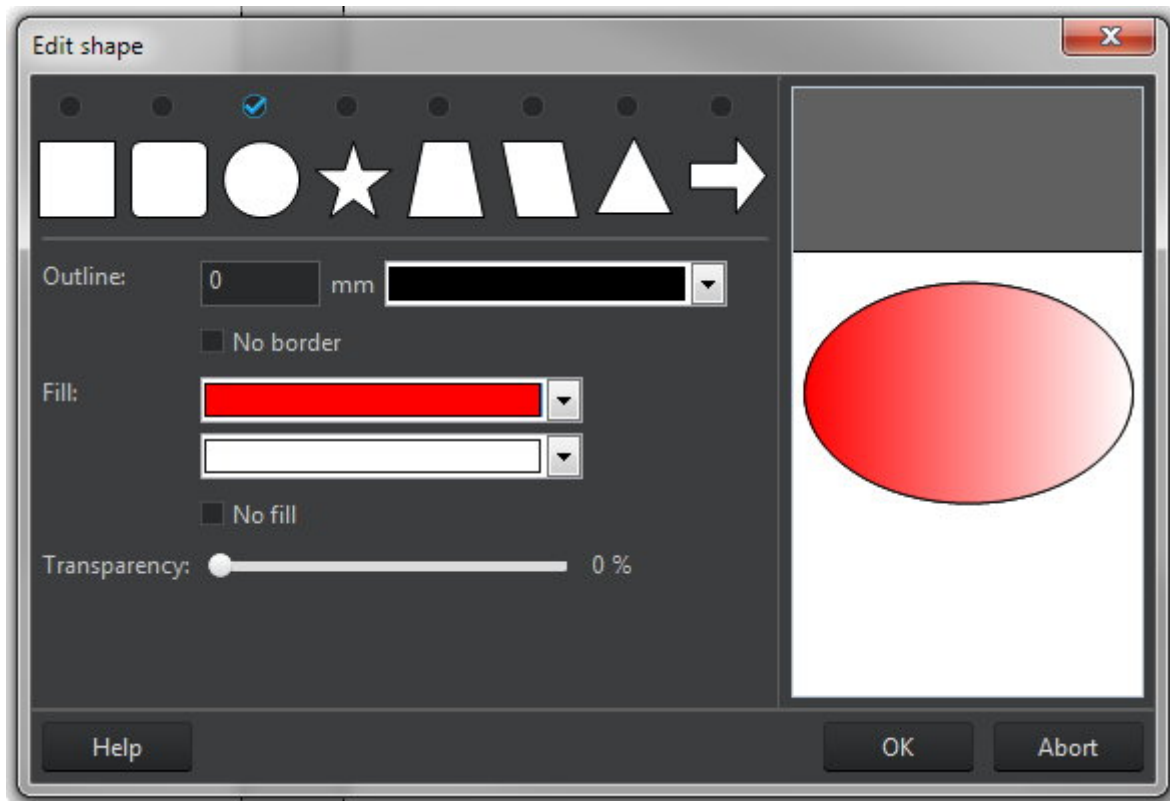 Edit shape
Outline: 0 mm
No border
Fill:
No fill
Transparency: 0 %
Help OK Abort